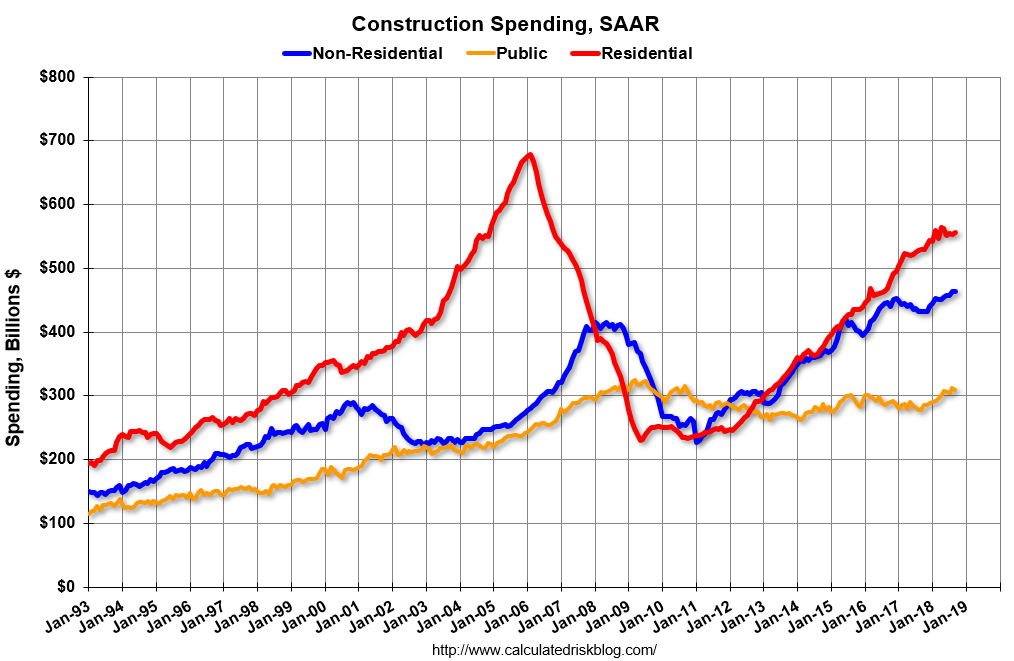 Construction Spending, SAAR
Non-Residential Public Residential
Spending, Billions $
$800
$700
$600
$500
$400
$300
$200
$100
$0
Jan-93 Jan-94 Jan-95 Jan-96 Jan-97 Jan-98 Jan-99 Jan-00 Jan-01 Jan-02 Jan-03 Jan-04 Jan-05 Jan-06 Jan-07 Jan-08 Jan-09 Jan-10 Jan-11 Jan-12 Jan-13 Jan-14 Jan-15 Jan-16 Jan-17 Jan-18 Jan-19
http://www.calculatedriskblog.com/